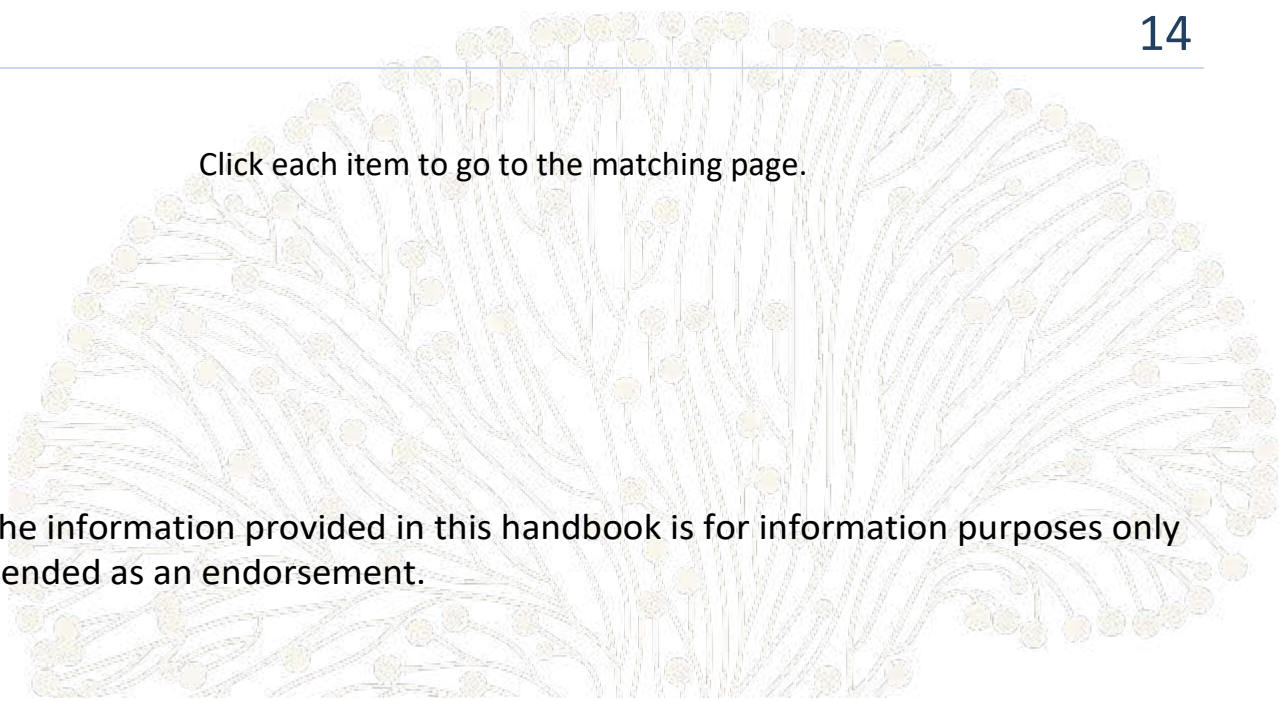 14
Click each item to go to the matching page.
he information provided in this handbook is for information purposes only
ended as an endorsement.